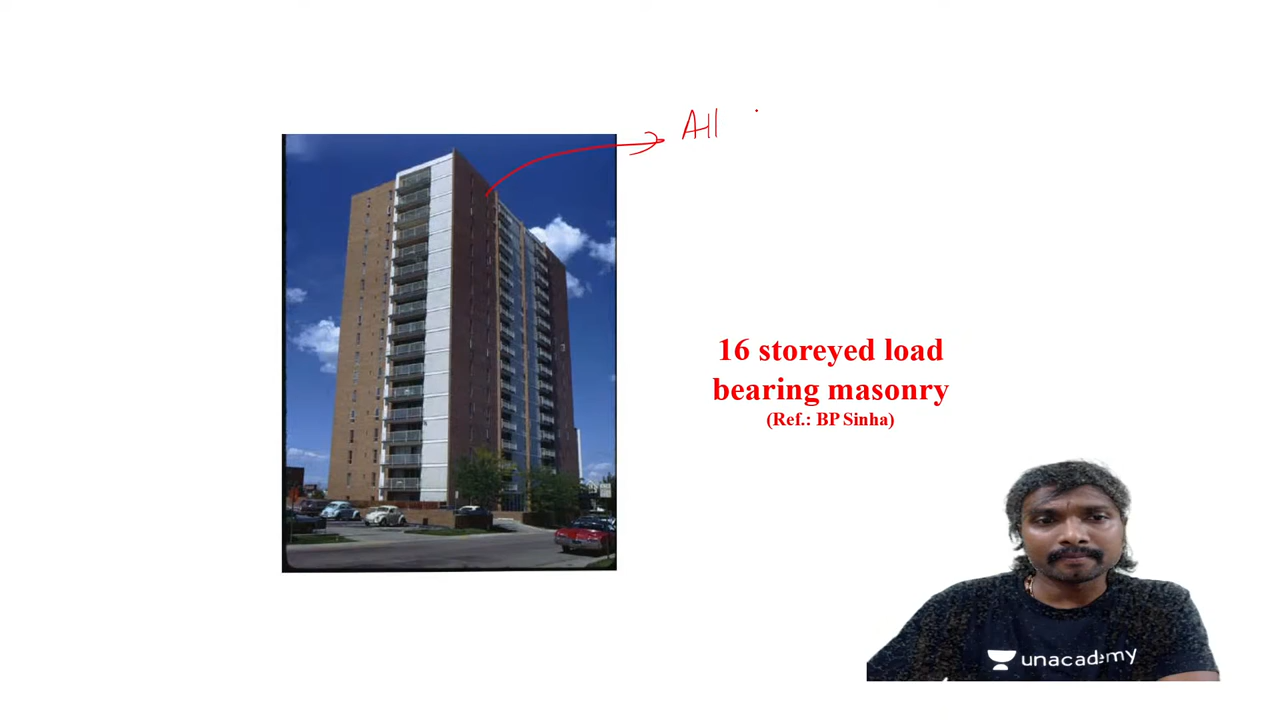 All
16 storeyed load
bearing masonry
(Ref.: BP Sinha)
unacademy